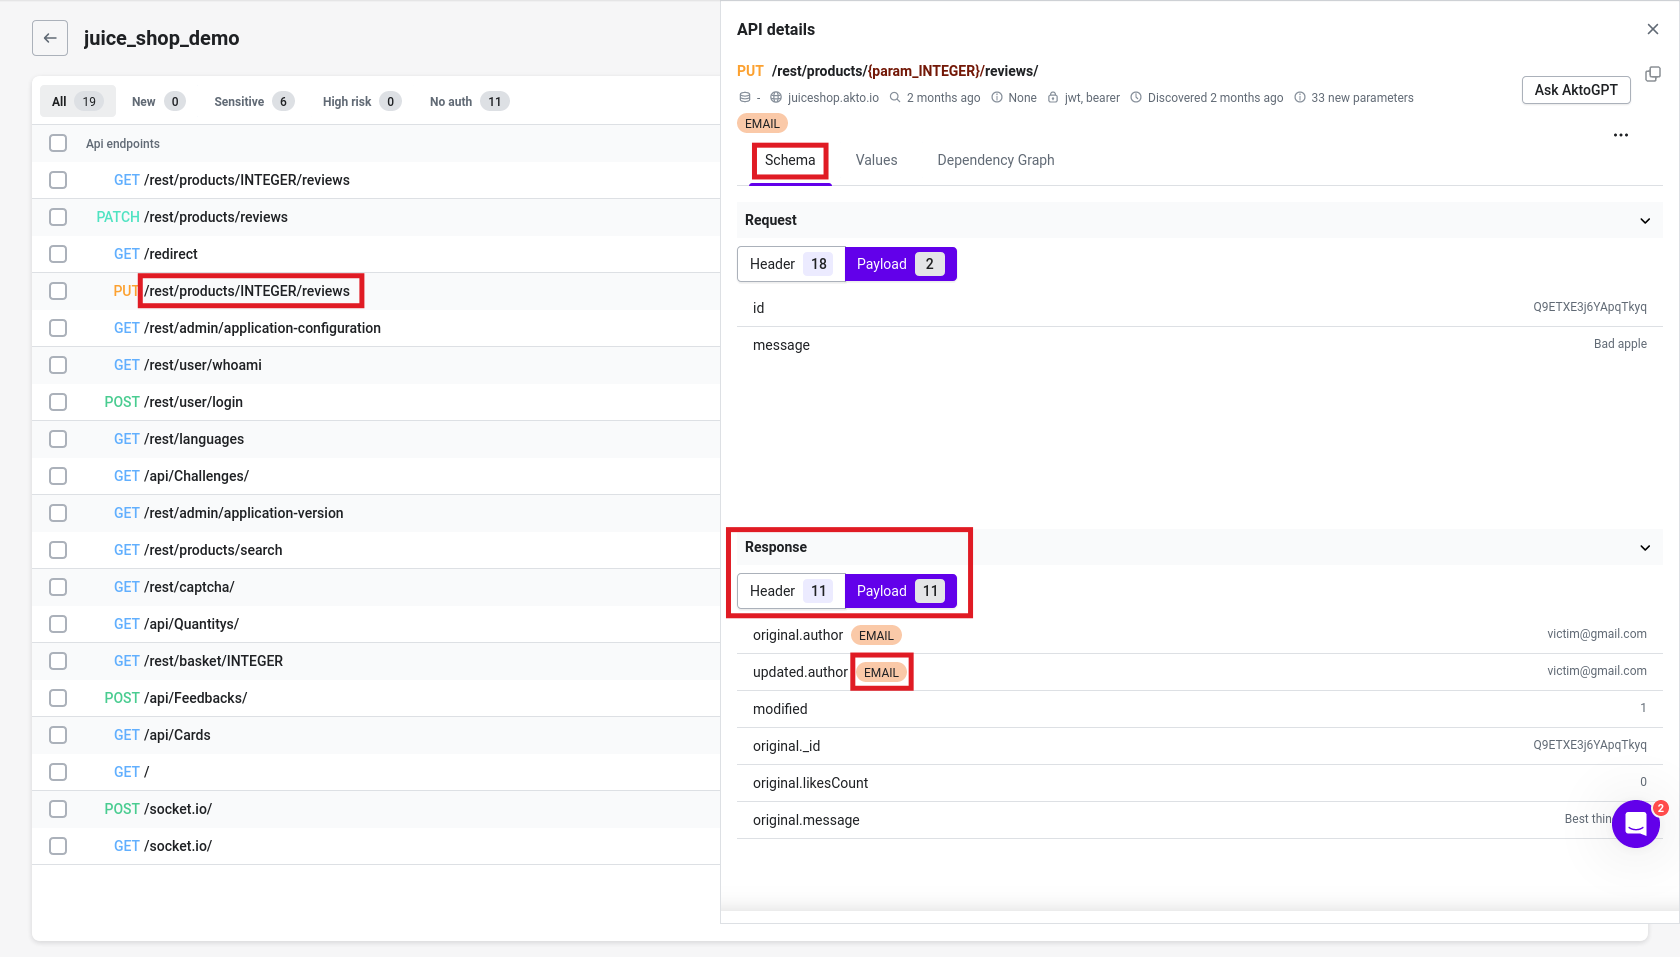 juice_shop_demo
All 19 New 0 Sensitive 6 High risk 0 No auth 11
Api endpoints
GET /rest/products/INTEGER/reviews
PATCH /rest/products/reviews
GET /redirect
PUT /rest/products/INTEGER/reviews
GET /rest/admin/application-configuration
GET /rest/user/whoami
POST /rest/user/login
GET /rest/languages
GET /api/Challenges/
GET /rest/admin/application-version
GET /rest/products/search
GET /rest/captcha/
GET /api/Quantitys/
GET /rest/basket/INTEGER
POST /api/Feedbacks/
GET /api/Cards
GET /
POST /socket.io/
GET /socket.io/
API details
PUT /rest/products/{param_INTEGER}/reviews/
- juiceshop.akto.io 2 months ago None jwt, bearer Discovered 2 months ago 33 new parameters
Ask AktoGPT
EMAIL
Schema Values Dependency Graph
Request
Header 18 Payload 2
id Q9ETXE3j6YApqTkyq
message Bad apple
Response
Header 11 Payload 11
original.author EMAIL victim@gmail.com
updated.author EMAIL victim@gmail.com
modified 1
original._id Q9ETXE3j6YApqTkyq
original.likesCount 0
original.message Best
2